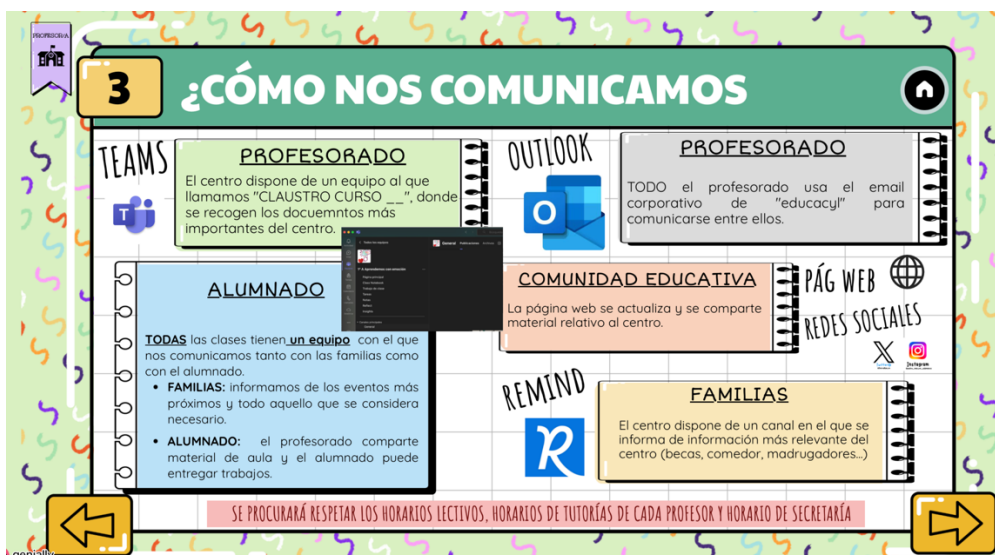 PROFESOR/A
3
¿CÓMO NOS COMUNICAMOS
TEAMS
PROFESORADO
El centro dispone de un equipo al que
llamamos "CLAUSTRO CURSO __", donde
se recogen los docuemntos más
importantes del centro.
OUTLOOK
PROFESORADO
TODO el profesorado usa el email
corporativo de "educacyl" para
comunicarse entre ellos.
General
ALUMNADO
TODAS las clases tienen un equipo con el que
nos comunicamos tanto con las familias como
con el alumnado.
• FAMILIAS: informamos de los eventos más
próximos y todo aquello que se considera
necesario.
• ALUMNADO: el profesorado comparte
material de aula y el alumnado puede
entregar trabajos.
COMUNIDAD EDUCATIVA
La página web se actualiza y se comparte
material relativo al centro.
PÁG WEB
REDES SOCIALES
Instagram
REMIND
FAMILIAS
El centro dispone de un canal en el que se
informa de información más relevante del
centro (becas, comedor, madrugadores...)
SE PROCURARÁ RESPETAR LOS HORARIOS LECTIVOS, HORARIOS DE TUTORÍAS DE CADA PROFESOR Y HORARIO DE SECRETARÍA
genially